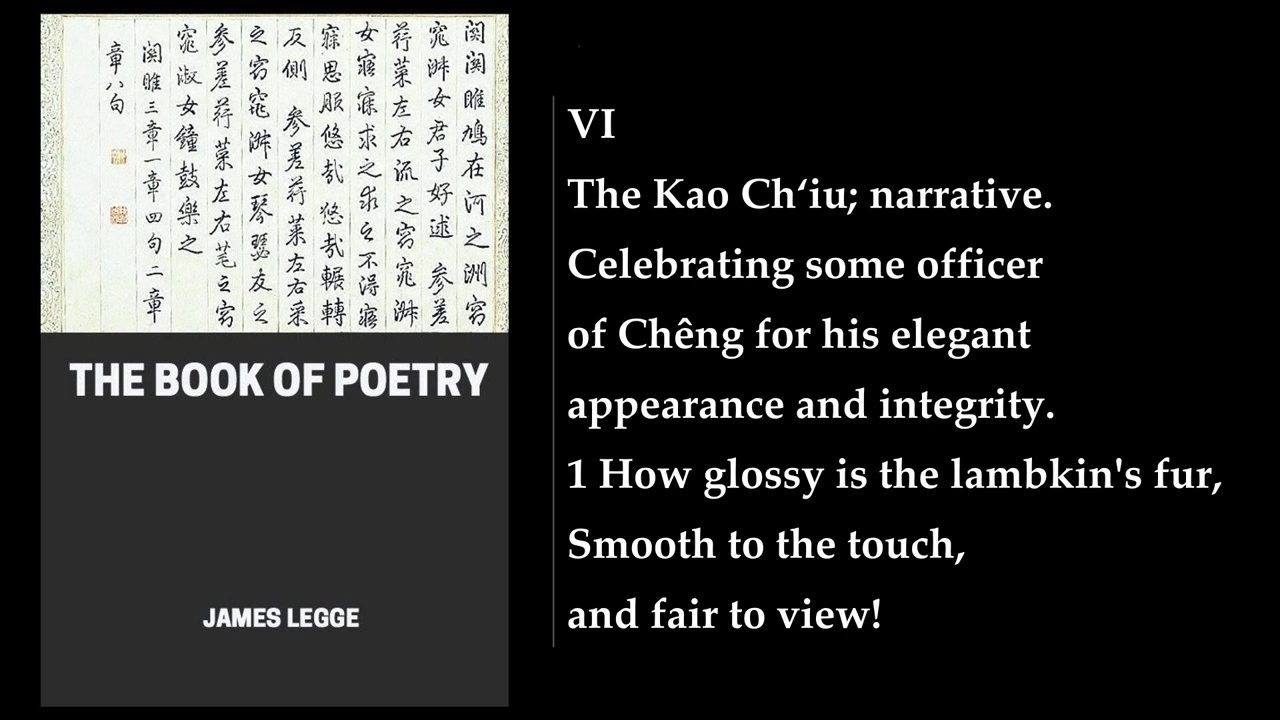 関関雎鳩在河之洲窈
窕淑女君子好逑 參差
荇菜左右流之窈窕淑
女寤寐求之求之不得寤
寐思服悠哉悠哉輾轉
反側 參差荇菜左右采
之窈窕淑女琴瑟友之
參差荇菜左右芼之窈
窕淑女鐘鼓樂之
関雎三章一章四句二章
章八句
THE BOOK OF POETRY
JAMES LEGGE
VI
The Kao Ch‘iu; narrative.
Celebrating some officer
of Chêng for his elegant
appearance and integrity.
1 How glossy is the lambkin's fur,
Smooth to the touch,
and fair to view!